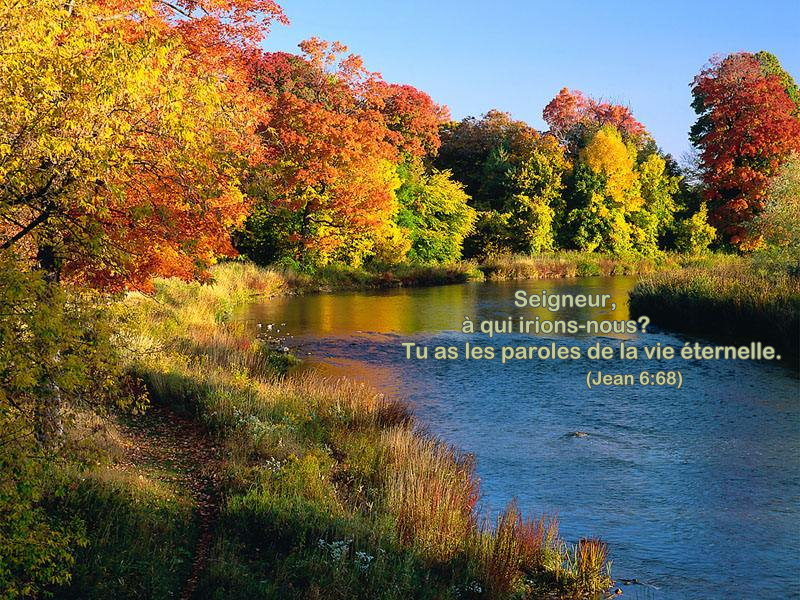 Seigneur,
à qui irions-nous?
Tu as les paroles de la vie éternelle.
(Jean 6:68)